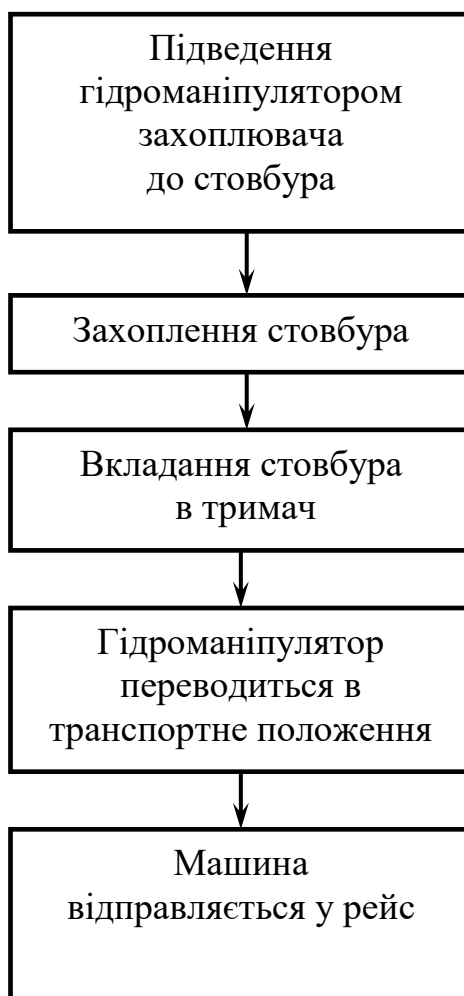 Підведення
гідроманіпулятором
захоплювача
до стовбура
Захоплення стовбура
Вкладання стовбура
в тримач
Гідроманіпулятор
переводиться в
транспортне положення
Машина
відправляється у рейс